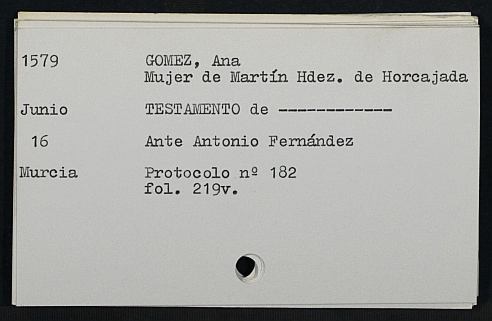 1579 GOMEZ, Ana
Mujer de Martín Hdez. de Horcajada
Junio TESTAMENTO de ------------
16 Ante Antonio Fernández
Murcia Protocolo nº 182
fol. 219v.